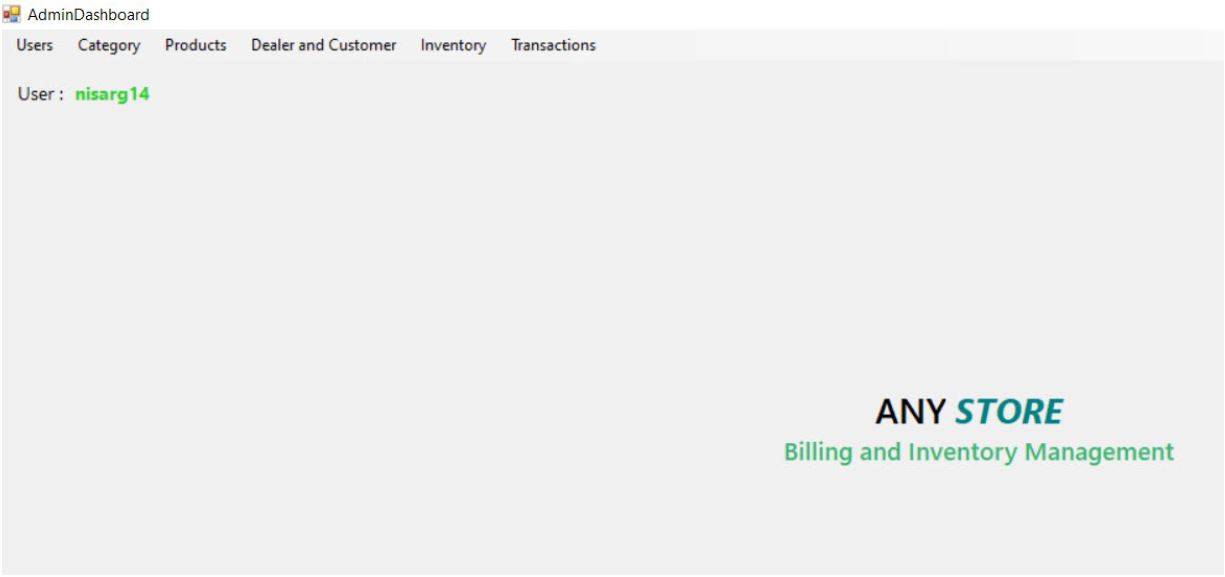 AdminDashboard
Users Category Products Dealer and Customer Inventory Transactions
User : nisarg14
ANY STORE
Billing and Inventory Management